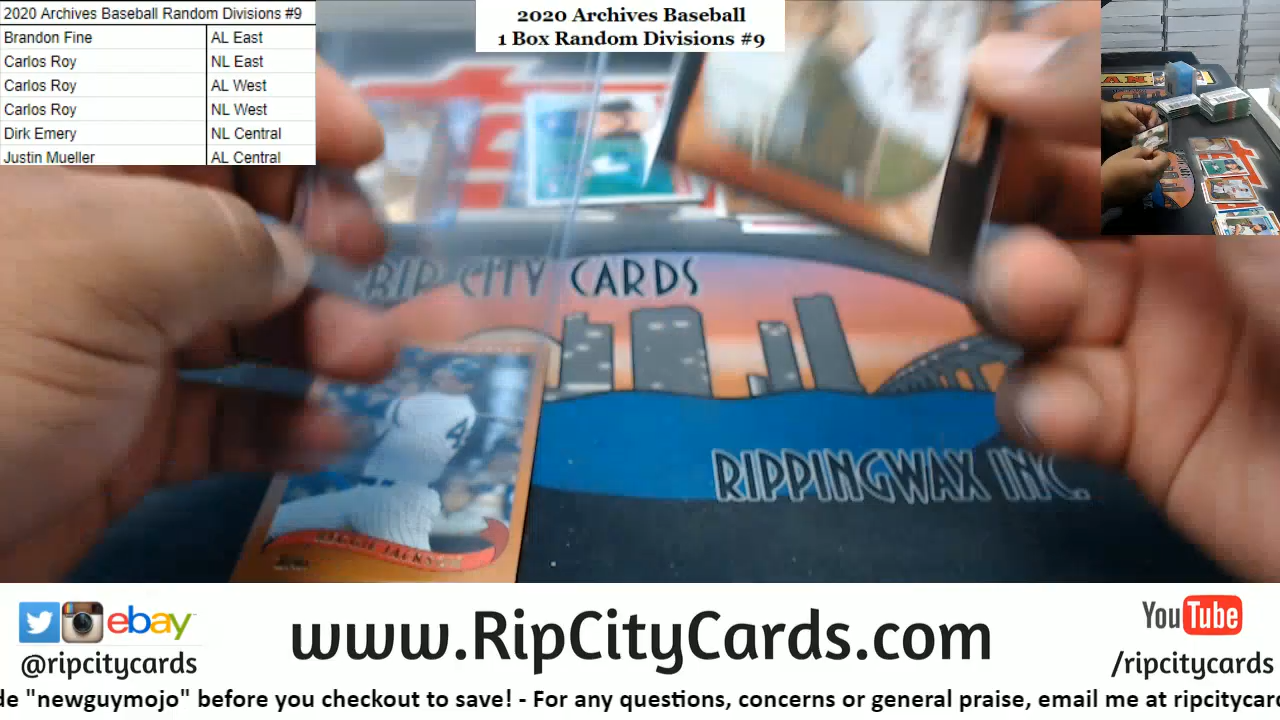 2020 Archives Baseball Random Divisions #9
Brandon Fine AL East
Carlos Roy NL East
Carlos Roy AL West
Carlos Roy NL West
Dirk Emery NL Central
Justin Mueller AL Central
2020 Archives Baseball
1 Box Random Divisions #9
RIP CITY CARDS
4
REGGIE JACKSON
RIPPINGWAX INC.
ebay
@ripcitycards
www.RipCityCards.com
YouTube
/ripcitycards
de "newguymojo" before you checkout to save! - For any questions, concerns or general praise, email me at ripcitycard